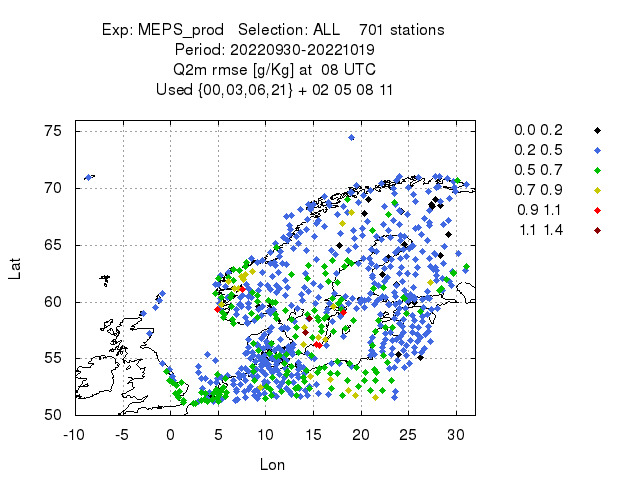 Exp: MEPS_prod   Selection: ALL    701 stations
Period: 20220930-20221019
Q2m rmse [g/Kg] at  08 UTC
Used {00,03,06,21} + 02 05 08 11
75
70
65
60
55
50
Lat
-10 -5 0 5 10 15 20 25 30
Lon
0.0 0.2
0.2 0.5
0.5 0.7
0.7 0.9
0.9 1.1
1.1 1.4